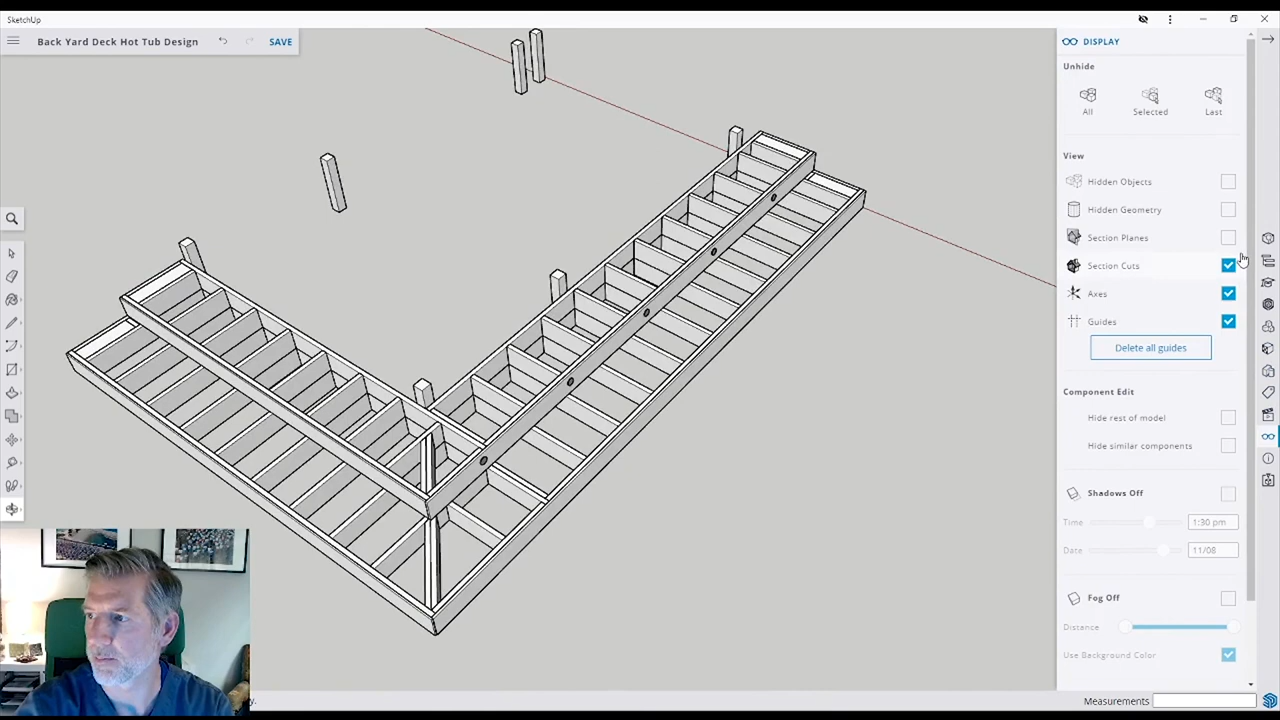 SketchUp
Back Yard Deck Hot Tub Design
SAVE
DISPLAY
Unhide
All
Selected
Last
View
Hidden Objects
Hidden Geometry
Section Planes
Section Cuts
Axes
Guides
Delete all guides
Component Edit
Hide rest of model
Hide similar components
Shadows Off
Time
1:30 pm
Date
11/08
Fog Off
Distance
Use Background Color
Measurements